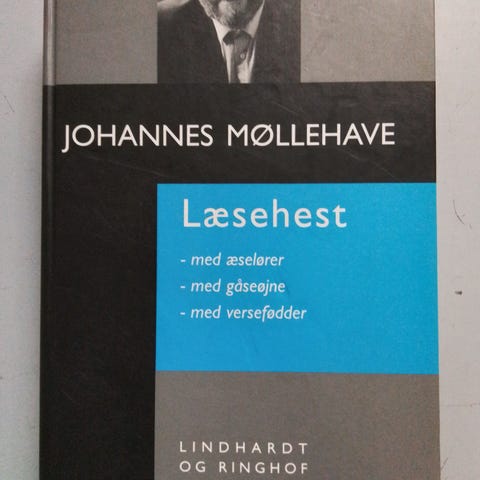 JOHANNES MØLLEHAVE
Læsehest
- med æselører
- med gåseøjne
- med versefødder
LINDHARDT
OG RINGHOF